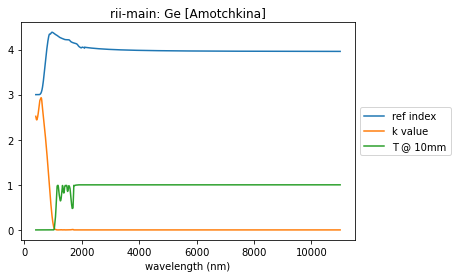 rii-main: Ge [Amotchkina]
4
3
2
1
0
0
2000
4000
6000
8000
10000
wavelength (nm)
ref index
k value
T @ 10mm